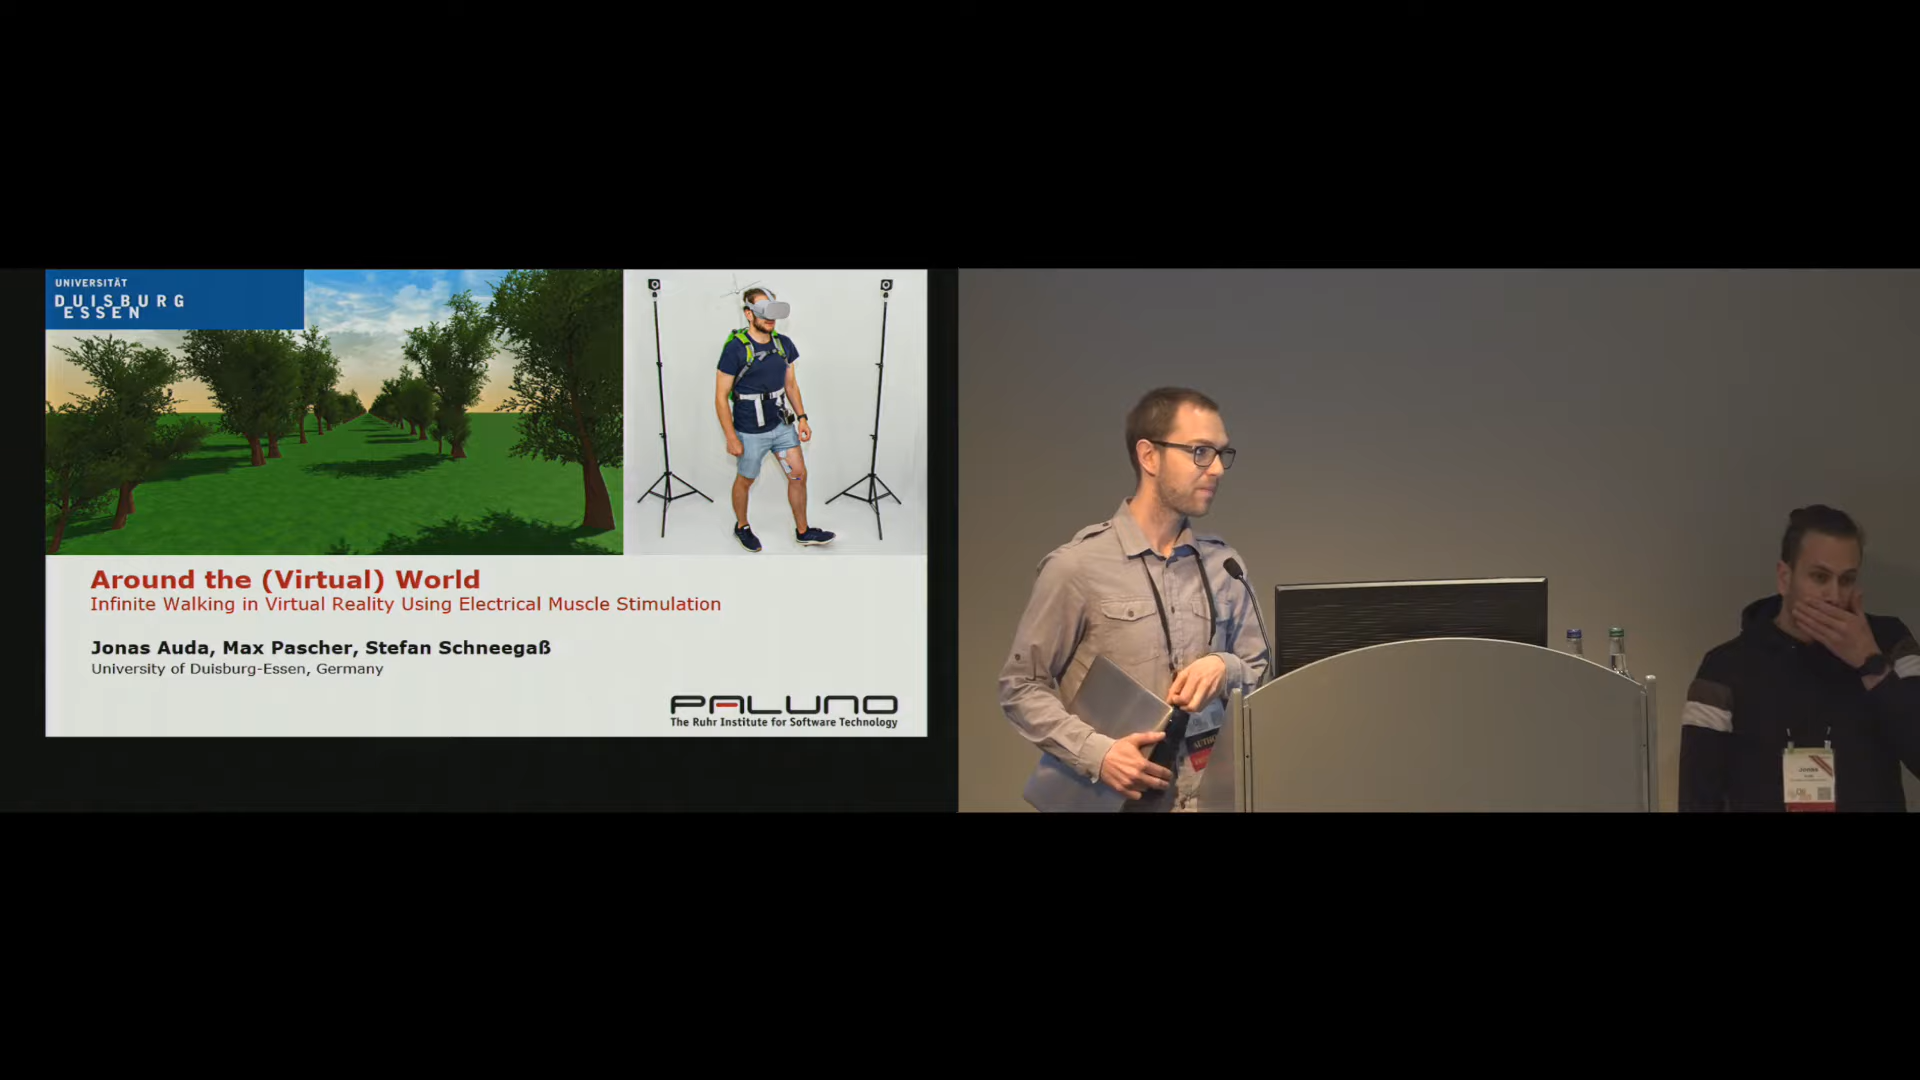 UNIVERSITÄT
DUISBURG
ESSEN
Around the (Virtual) World
Infinite Walking in Virtual Reality Using Electrical Muscle Stimulation
Jonas Auda, Max Pascher, Stefan Schneegaß
University of Duisburg-Essen, Germany
PALUNO
The Ruhr Institute for Software Technology